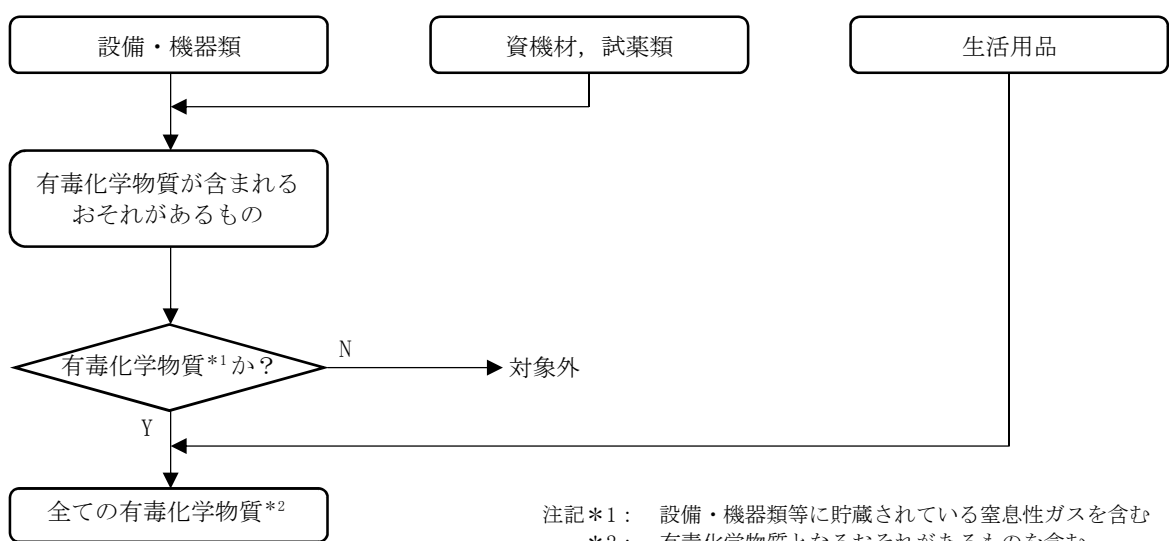 設備・機器類
資機材，試薬類
生活用品
有毒化学物質が含まれる
おそれがあるもの
有毒化学物質*1か？
N
対象外
Y
全ての有毒化学物質*2
注記＊1： 設備・機器類等に貯蔵されている窒息性ガスを含む
＊2： 有毒化学物質となるおそれがあるものを含む